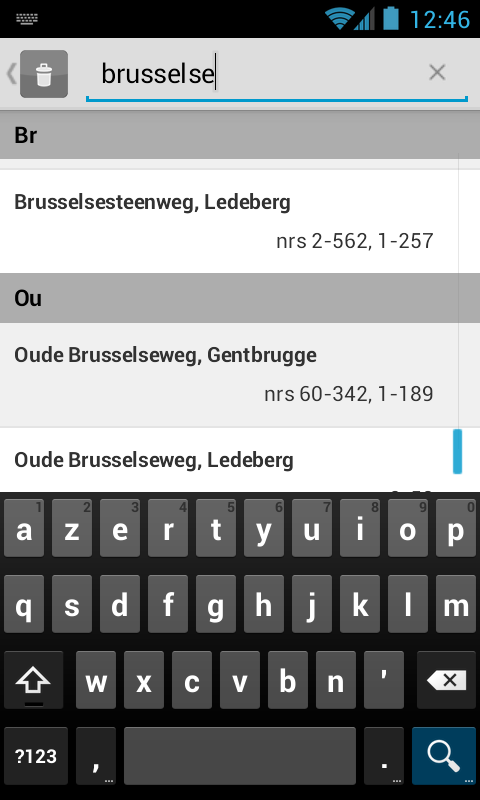 12:46
brusselse
Br
Brusselsesteenweg, Ledeberg
nrs 2-562, 1-257
Ou
Oude Brusselseweg, Gentbrugge
nrs 60-342, 1-189
Oude Brusselseweg, Ledeberg
1 2 3 4 5 6 7 8 9 0
a z e r t y u i o p
q s d f g h j k l m
w x c v b n '
?123 , ... . ... ...